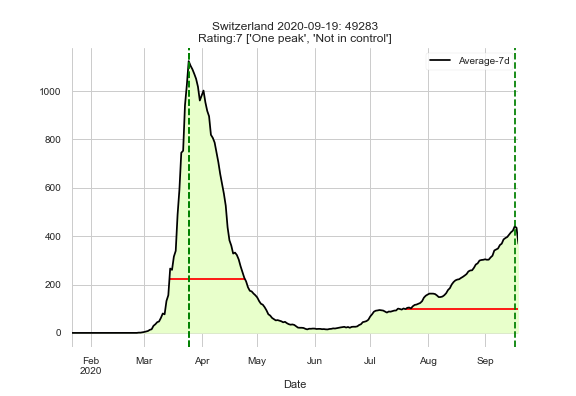 Switzerland 2020-09-19: 49283
Rating:7 ['One peak', 'Not in control']
Average-7d
1000
800
600
400
200
0
Feb Mar Apr May Jun Jul Aug Sep
2020
Date